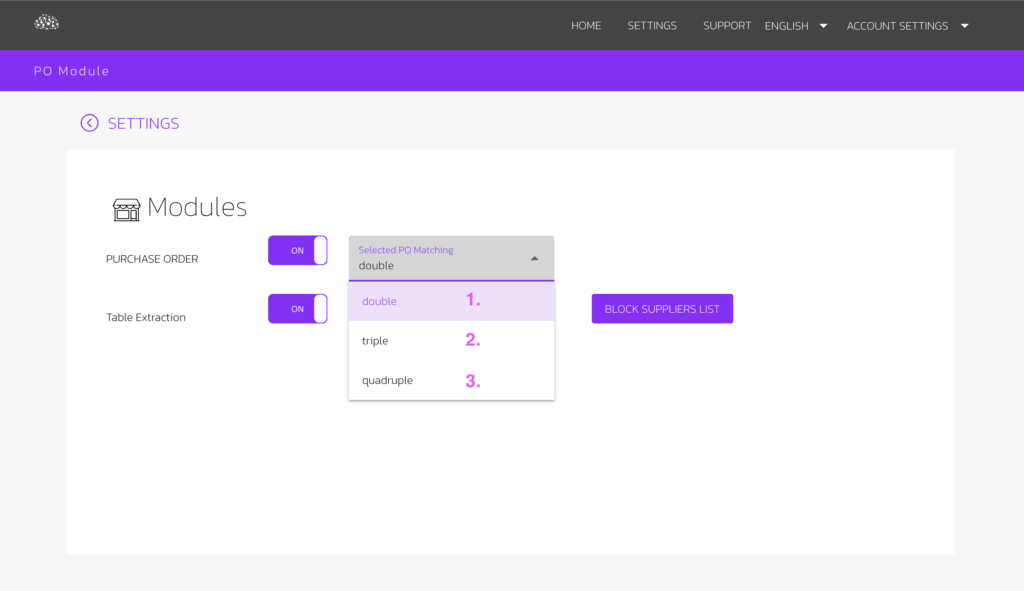 HOME SETTINGS SUPPORT ENGLISH ACCOUNT SETTINGS
PO Module
SETTINGS
Modules
PURCHASE ORDER
ON
Selected PO Matching
double
double 1.
triple 2.
quadruple 3.
Table Extraction
ON
BLOCK SUPPLIERS LIST